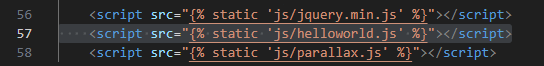 56 <script src="{% static 'js/jquery.min.js' %}"></script>
57 <script src="{% static 'js/helloworld.js' %}"></script>
58 <script src="{% static 'js/parallax.js' %}"></script>